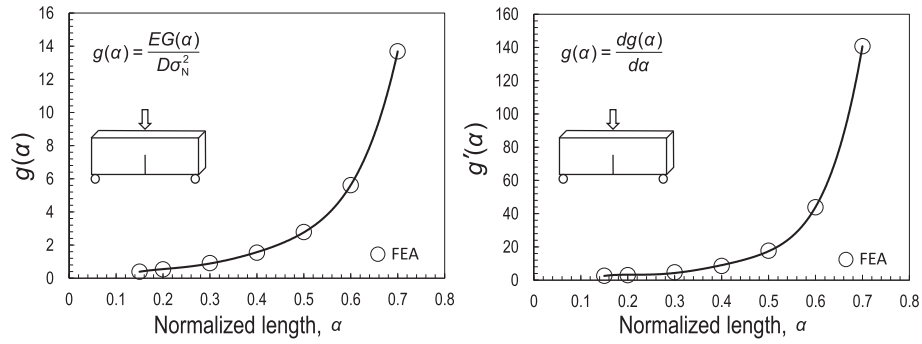 16
14
12
10
8
6
4
2
0
g(α)
g(α) = EG(α) / Dσ_N^2
FEA
0 0.1 0.2 0.3 0.4 0.5 0.6 0.7 0.8
Normalized length, α
160
140
120
100
80
60
40
20
0
g′(α)
g(α) = dg(α) / dα
FEA
0 0.1 0.2 0.3 0.4 0.5 0.6 0.7 0.8
Normalized length, α